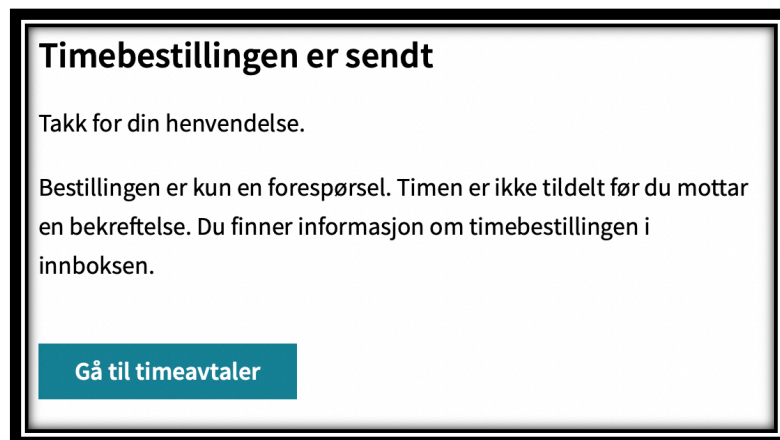 Timebestillingen er sendt
Takk for din henvendelse.
Bestillingen er kun en forespørsel. Timen er ikke tildelt før du mottar
en bekreftelse. Du finner informasjon om timebestillingen i
innboksen.
Gå til timeavtaler